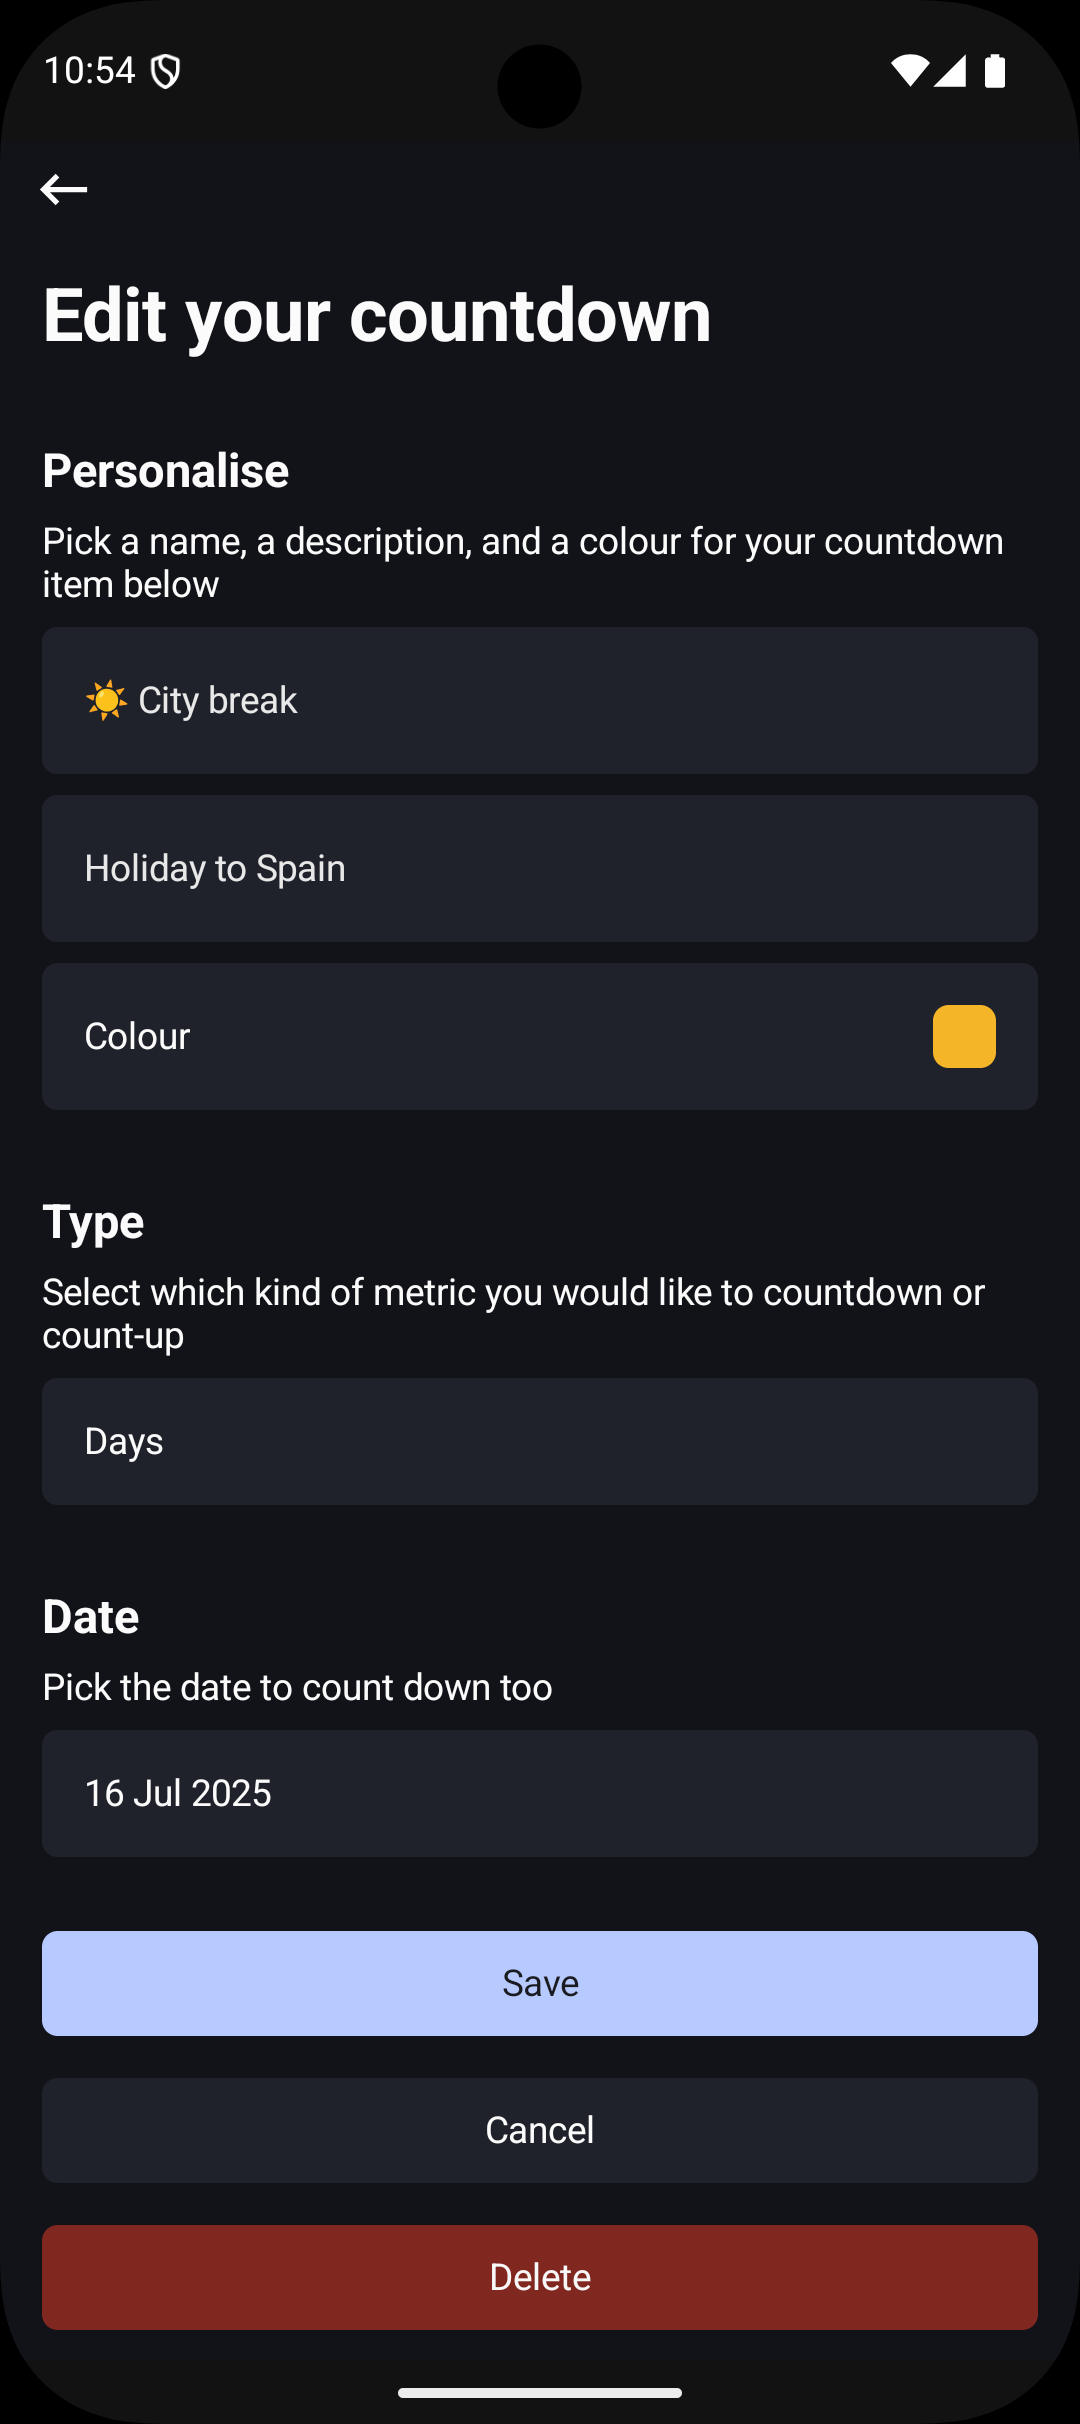 10:54
Edit your countdown
Personalise
Pick a name, a description, and a colour for your countdown
item below
☀️ City break
Holiday to Spain
Colour
Type
Select which kind of metric you would like to countdown or
count-up
Days
Date
Pick the date to count down too
16 Jul 2025
Save
Cancel
Delete